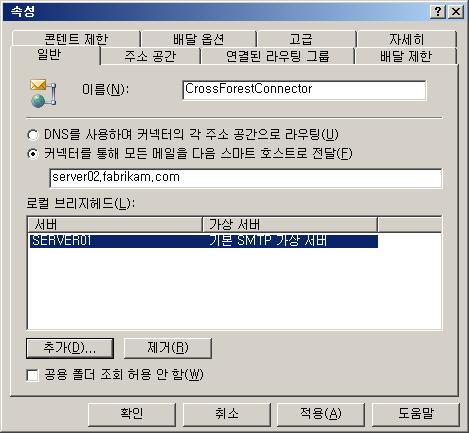 속성
콘텐트 제한 배달 옵션 고급 자세히
일반 주소 공간 연결된 라우팅 그룹 배달 제한
이름(N): CrossForestConnector
DNS를 사용하여 커넥터의 각 주소 공간으로 라우팅(U)
커넥터를 통해 모든 메일을 다음 스마트 호스트로 전달(F)
server02.fabrikam.com
로컬 브리지헤드(L):
서버 가상 서버
SERVER01 기본 SMTP 가상 서버
추가(D)... 제거(R)
공용 폴더 조회 허용 안 함(W)
확인 취소 적용(A) 도움말